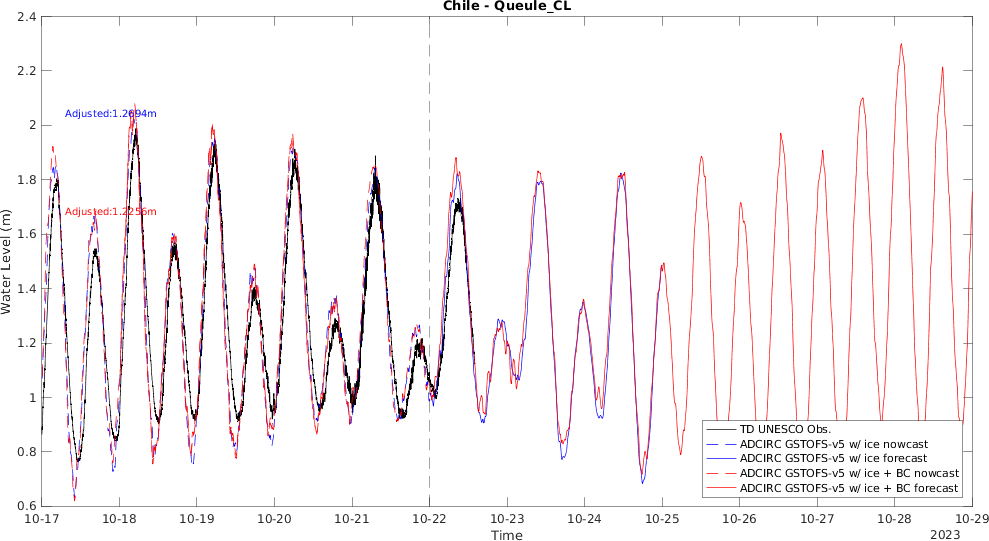 Chile - Queule_CL
2.4
2.2
2
1.8
1.6
1.4
1.2
1
0.8
0.6
Water Level (m)
Adjusted:1.2694m
Adjusted:1.2256m
TD UNESCO Obs.
ADCIRC GSTOFS-v5 w/ ice nowcast
ADCIRC GSTOFS-v5 w/ ice forecast
ADCIRC GSTOFS-v5 w/ ice + BC nowcast
ADCIRC GSTOFS-v5 w/ ice + BC forecast
10-17 10-18 10-19 10-20 10-21 10-22 10-23 10-24 10-25 10-26 10-27 10-28 10-29
Time
2023